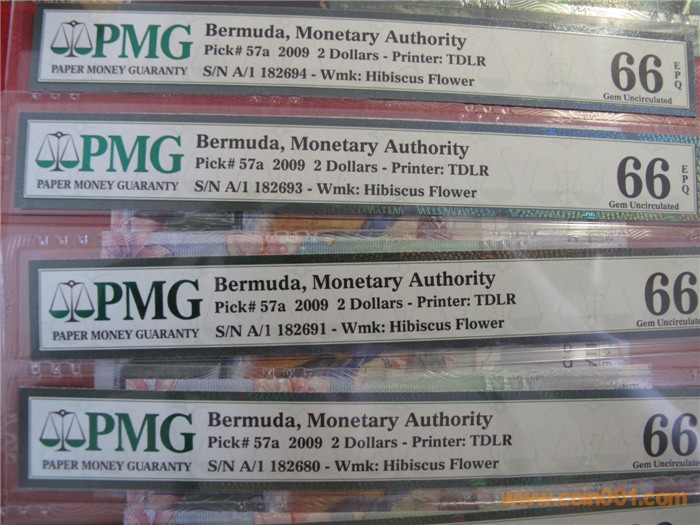 PMG
PAPER MONEY GUARANTY
Bermuda, Monetary Authority
Pick# 57a 2009 2 Dollars - Printer: TDLR
S/N A/1 182694 - Wmk: Hibiscus Flower
66
EPQ
Gem Uncirculated
PMG
PAPER MONEY GUARANTY
Bermuda, Monetary Authority
Pick# 57a 2009 2 Dollars - Printer: TDLR
S/N A/1 182693 - Wmk: Hibiscus Flower
66
EPQ
Gem Uncirculated
PMG
PAPER MONEY GUARANTY
Bermuda, Monetary Authority
Pick# 57a 2009 2 Dollars - Printer: TDLR
S/N A/1 182691 - Wmk: Hibiscus Flower
66
Gem Uncirculated
PMG
PAPER MONEY GUARANTY
Bermuda, Monetary Authority
Pick# 57a 2009 2 Dollars - Printer: TDLR
S/N A/1 182680 - Wmk: Hibiscus Flower
66
Gem Uncirculated
www.coin001.com